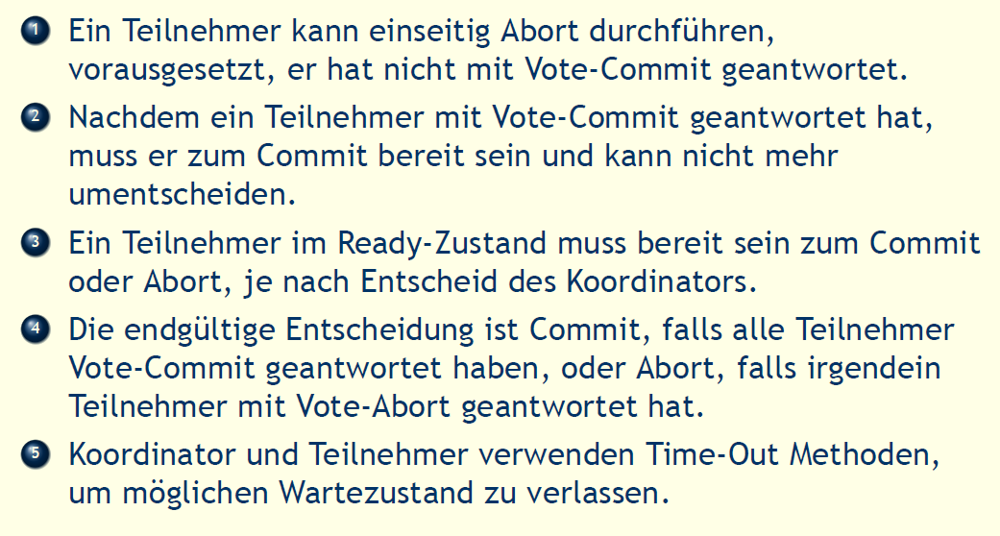 1 Ein Teilnehmer kann einseitig Abort durchführen,
vorausgesetzt, er hat nicht mit Vote-Commit geantwortet.
2 Nachdem ein Teilnehmer mit Vote-Commit geantwortet hat,
muss er zum Commit bereit sein und kann nicht mehr
umentscheiden.
3 Ein Teilnehmer im Ready-Zustand muss bereit sein zum Commit
oder Abort, je nach Entscheid des Koordinators.
4 Die endgültige Entscheidung ist Commit, falls alle Teilnehmer
Vote-Commit geantwortet haben, oder Abort, falls irgendein
Teilnehmer mit Vote-Abort geantwortet hat.
5 Koordinator und Teilnehmer verwenden Time-Out Methoden,
um möglichen Wartezustand zu verlassen.